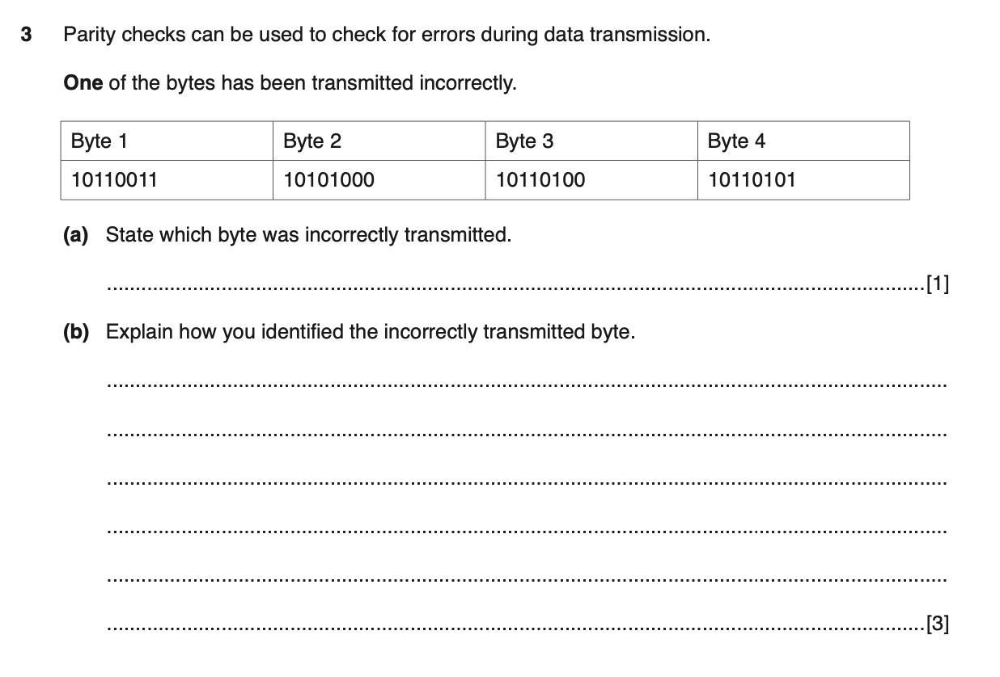 3 Parity checks can be used to check for errors during data transmission.
One of the bytes has been transmitted incorrectly.
Byte 1 Byte 2 Byte 3 Byte 4
10110011 10101000 10110100 10110101
(a) State which byte was incorrectly transmitted.
..............................................................................................................................................[1]
(b) Explain how you identified the incorrectly transmitted byte.
..................................................................................................................................................
..................................................................................................................................................
..................................................................................................................................................
..................................................................................................................................................
..................................................................................................................................................
..............................................................................................................................................[3]